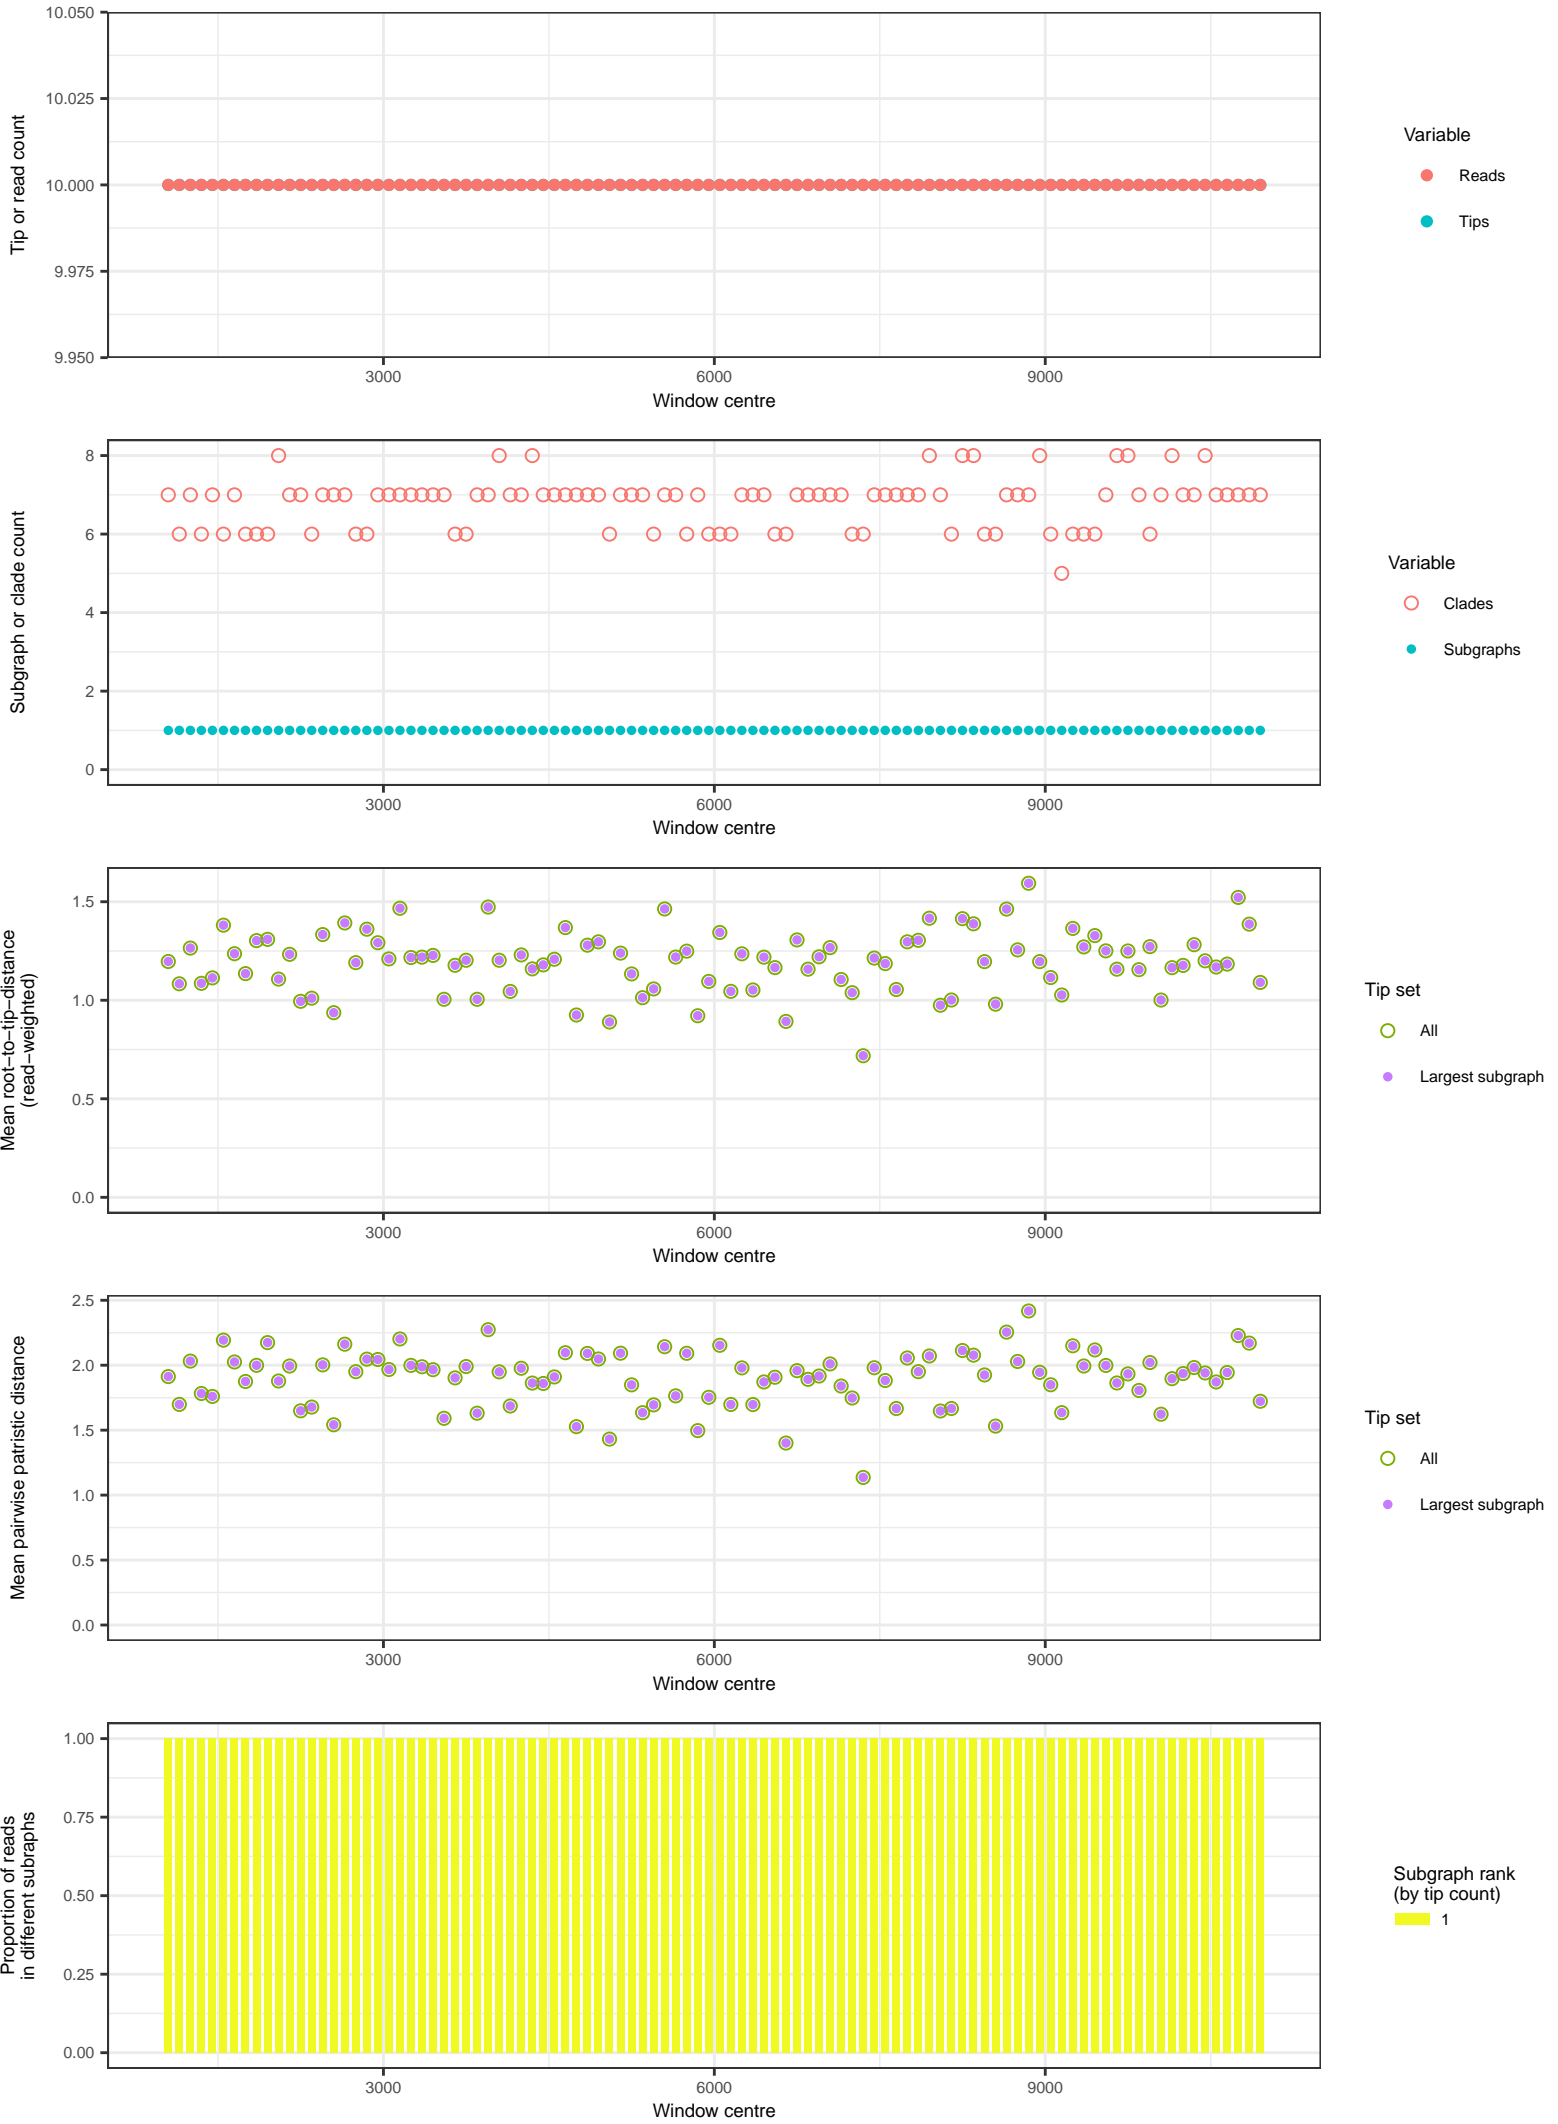 10.050
10.025
10.000
9.975
9.950
Tip or read count
3000
6000
9000
Window centre
Variable
Reads
Tips
8
6
4
2
0
Subgraph or clade count
3000
6000
9000
Window centre
Variable
Clades
Subgraphs
1.5
1.0
0.5
0.0
Mean root−to−tip−distance
(read−weighted)
3000
6000
9000
Window centre
Tip set
All
Largest subgraph
2.5
2.0
1.5
1.0
0.5
0.0
Mean pairwise patristic distance
3000
6000
9000
Window centre
Tip set
All
Largest subgraph
1.00
0.75
0.50
0.25
0.00
Proportion of reads
in different subraphs
3000
6000
9000
Window centre
Subgraph rank
(by tip count)
1